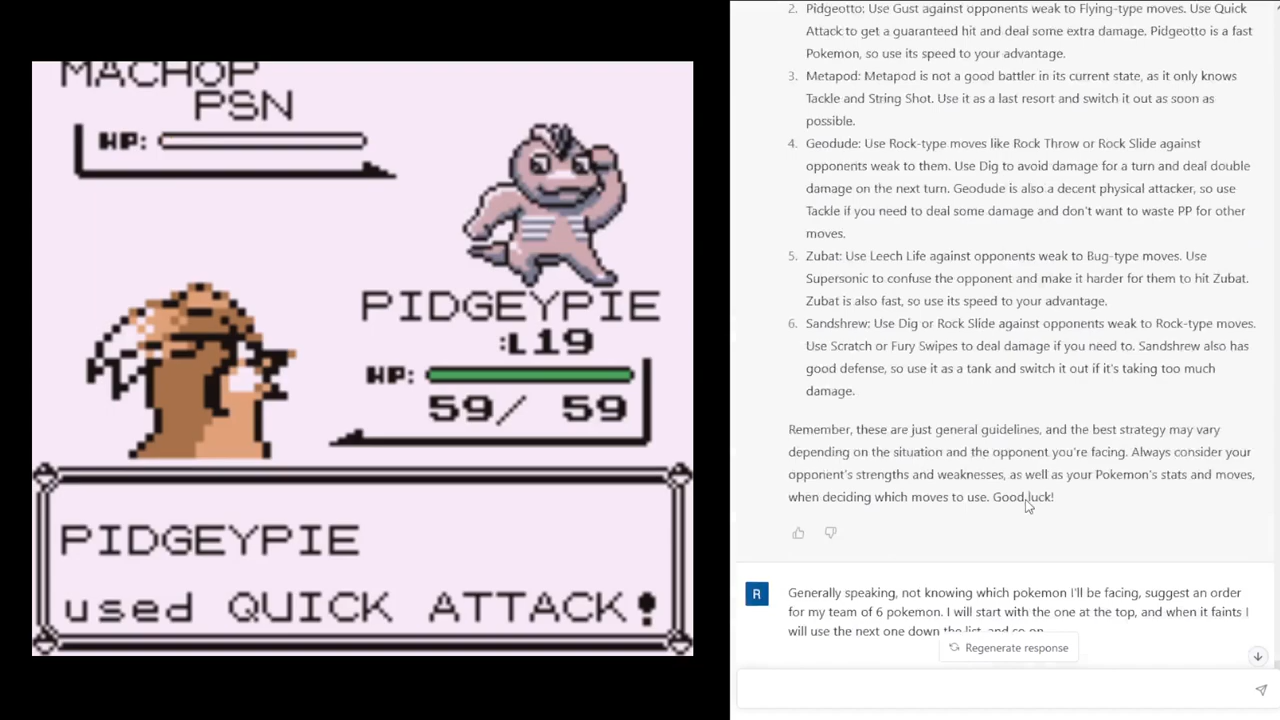 MACHOP
PSN
HP:
PIDGEYPIE
:L19
HP:
59/ 59
PIDGEYPIE
used QUICK ATTACK!
2. Pidgeotto: Use Gust against opponents weak to Flying-type moves. Use Quick
Attack to get a guaranteed hit and deal some extra damage. Pidgeotto is a fast
Pokemon, so use its speed to your advantage.
3. Metapod: Metapod is not a good battler in its current state, as it only knows
Tackle and String Shot. Use it as a last resort and switch it out as soon as
possible.
4. Geodude: Use Rock-type moves like Rock Throw or Rock Slide against
opponents weak to them. Use Dig to avoid damage for a turn and deal double
damage on the next turn. Geodude is also a decent physical attacker, so use
Tackle if you need to deal some damage and don't want to waste PP for other
moves.
5. Zubat: Use Leech Life against opponents weak to Bug-type moves. Use
Supersonic to confuse the opponent and make it harder for them to hit Zubat.
Zubat is also fast, so use its speed to your advantage.
6. Sandshrew: Use Dig or Rock Slide against opponents weak to Rock-type moves.
Use Scratch or Fury Swipes to deal damage if you need to. Sandshrew also has
good defense, so use it as a tank and switch it out if it's taking too much
damage.
Remember, these are just general guidelines, and the best strategy may vary
depending on the situation and the opponent you're facing. Always consider your
opponent's strengths and weaknesses, as well as your Pokemon's stats and moves,
when deciding which moves to use. Good luck!
R
Generally speaking, not knowing which pokemon I'll be facing, suggest an order
for my team of 6 pokemon. I will start with the one at the top, and when it faints I
will use the next one down the list, and so on.
Regenerate response